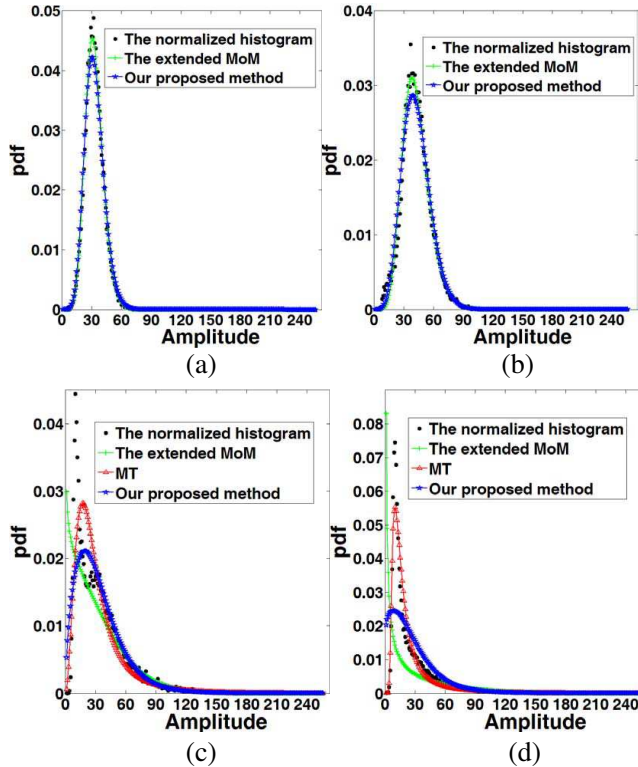 0.05
0.04
0.03
0.02
0.01
0
pdf
The normalized histogram
The extended MoM
Our proposed method
0 30 60 90 120 150 180 210 240
Amplitude
(a)
0.04
0.03
0.02
0.01
0
pdf
The normalized histogram
The extended MoM
Our proposed method
0 30 60 90 120 150 180 210 240
Amplitude
(b)
0.04
0.03
0.02
0.01
0
pdf
The normalized histogram
The extended MoM
MT
Our proposed method
0 30 60 90 120 150 180 210 240
Amplitude
(c)
0.08
0.07
0.06
0.05
0.04
0.03
0.02
0.01
0
pdf
The normalized histogram
The extended MoM
MT
Our proposed method
0 30 60 90 120 150 180 210 240
Amplitude
(d)